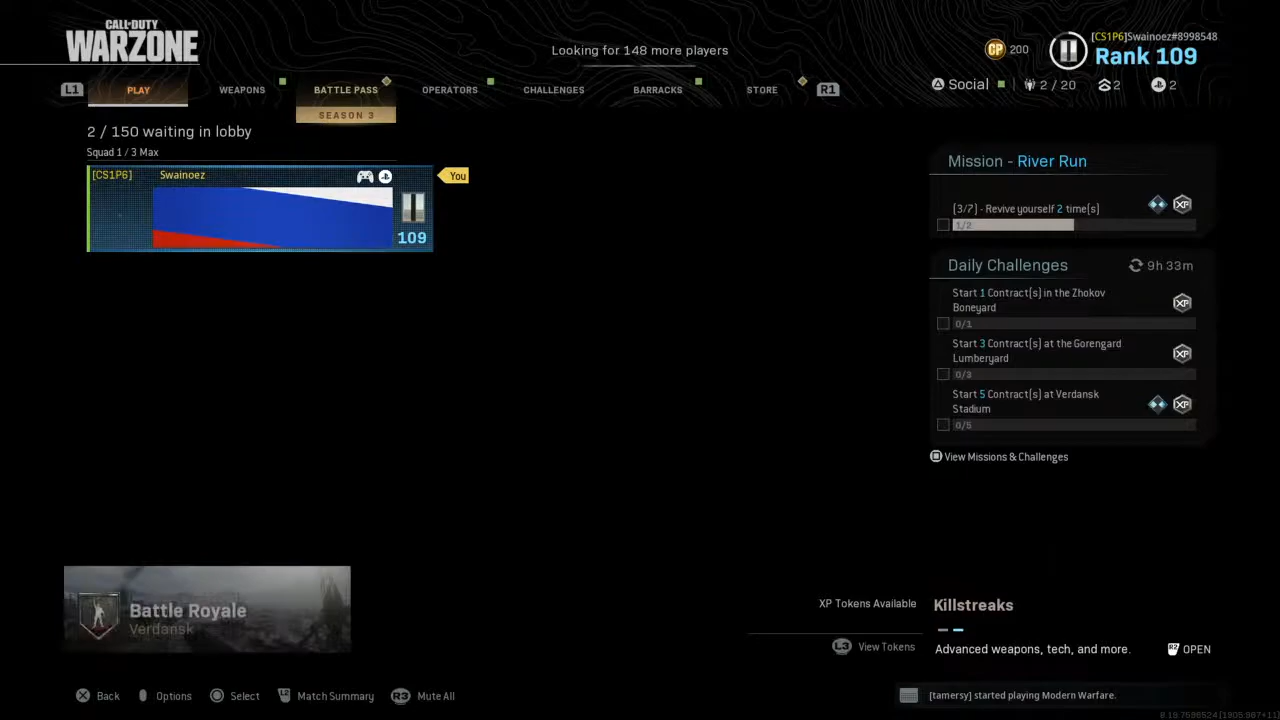 CALL OF DUTY
WARZONE
Looking for 148 more players
CP 200
[CS1P6]Swainoez#8998548
Rank 109
L1
PLAY
WEAPONS
BATTLE PASS
SEASON 3
OPERATORS
CHALLENGES
BARRACKS
STORE
R1
Social
2 / 20
2
2
2 / 150 waiting in lobby
Squad 1 / 3 Max
[CS1P6] Swainoez
109
You
Mission - River Run
[3/7] - Revive yourself 2 time(s)
XP
1/2
Daily Challenges
9h 33m
Start 1 Contract(s) in the Zhokov
Boneyard
XP
0/1
Start 3 Contract(s) at the Gorengard
Lumberyard
XP
0/3
Start 5 Contract(s) at Verdansk
Stadium
XP
0/5
View Missions & Challenges
Battle Royale
Verdansk
XP Tokens Available
L3 View Tokens
Killstreaks
Advanced weapons, tech, and more.
R2 OPEN
Back
Options
Select
L2 Match Summary
R3 Mute All
[tamersy] started playing Modern Warfare.